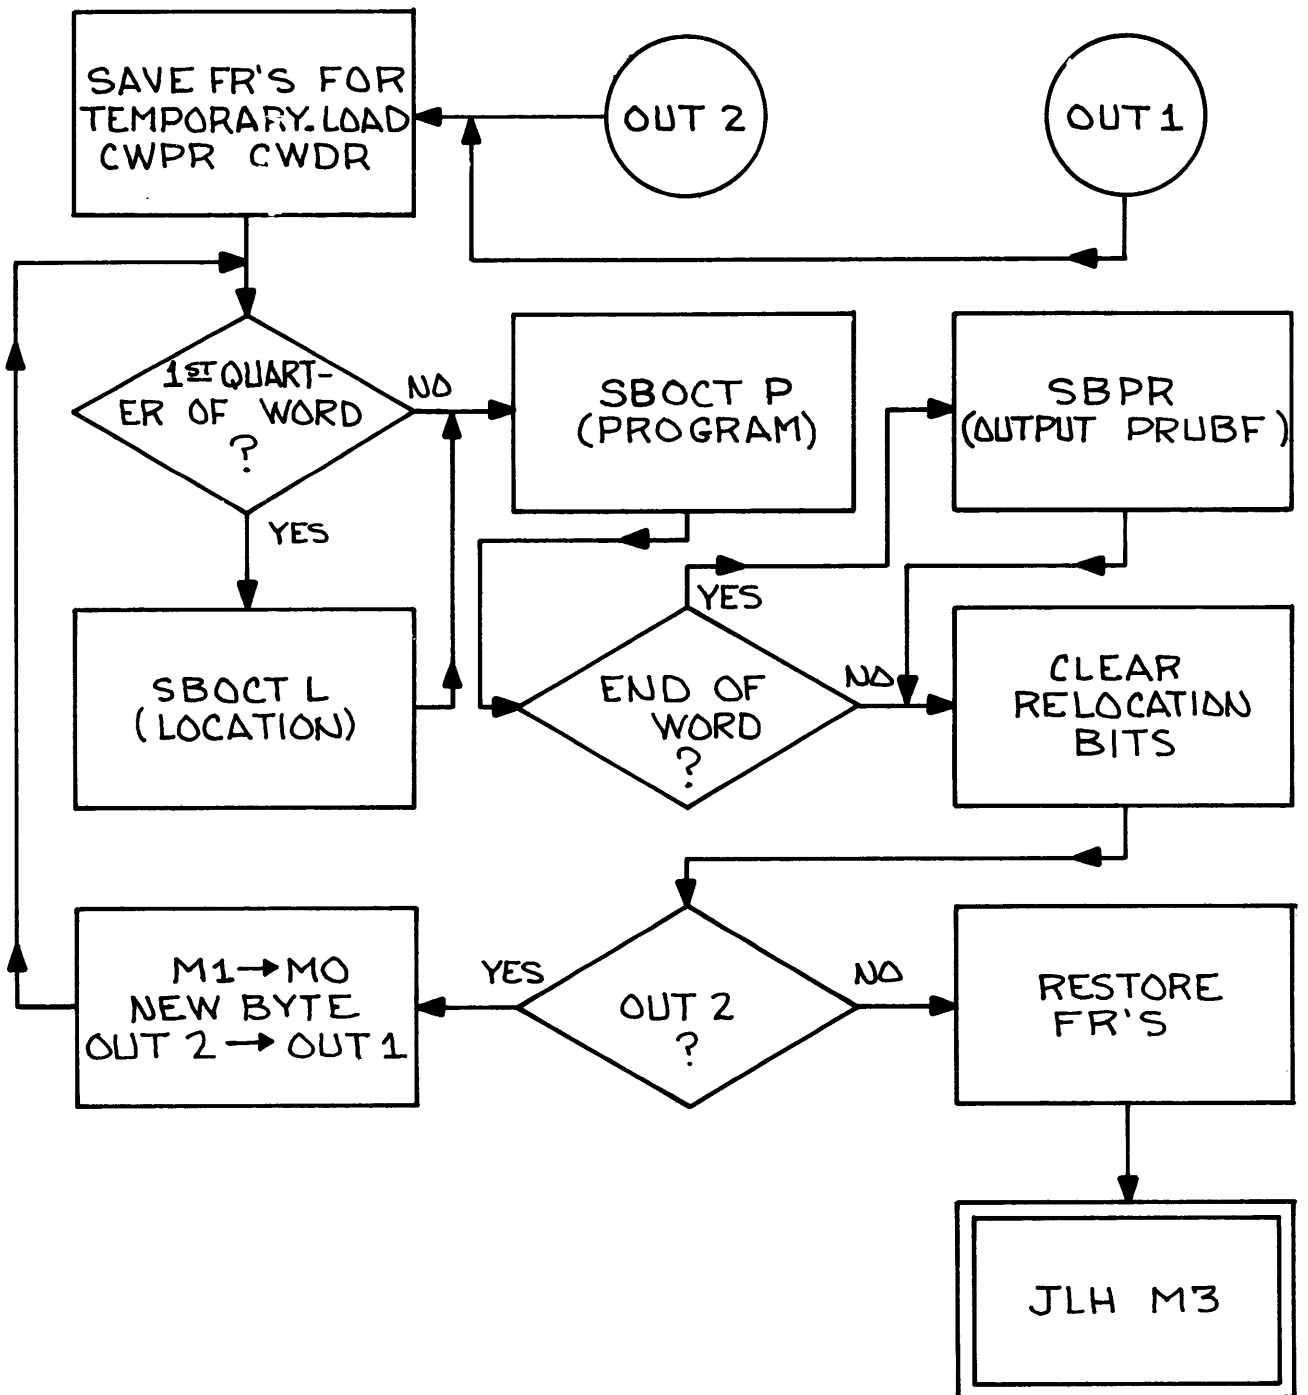 SAVE FR'S FOR
TEMPORARY. LOAD
CWPR CWDR
OUT 2
OUT 1
1ST QUART-
ER OF WORD
?
NO
YES
SBOCT P
(PROGRAM)
SBPR
(OUTPUT PRUBF)
SBOCT L
(LOCATION)
YES
END OF
WORD
?
NO
CLEAR
RELOCATION
BITS
M1→M0
NEW BYTE
OUT 2→OUT 1
YES
OUT 2
?
NO
RESTORE
FR'S
JLH M3